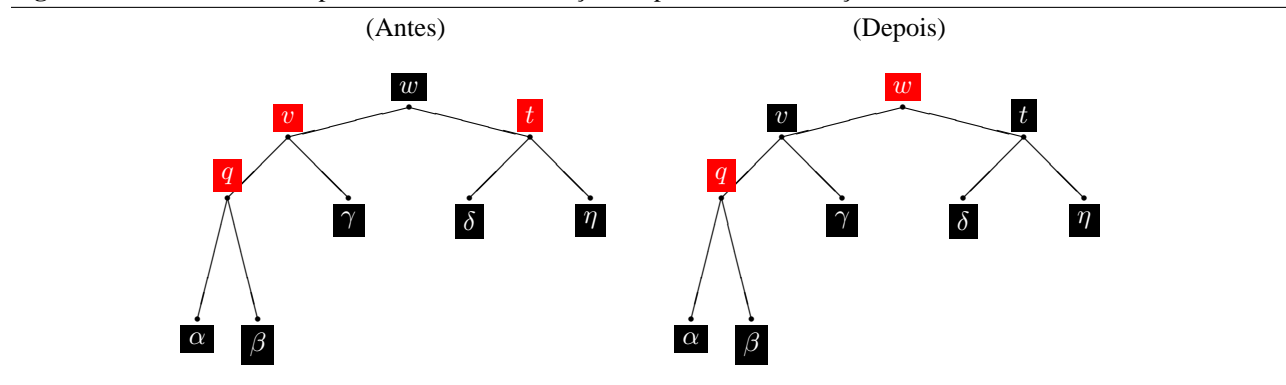 (Antes) (Depois)
w w
v t v t
q q
γ δ η γ δ η
α β α β